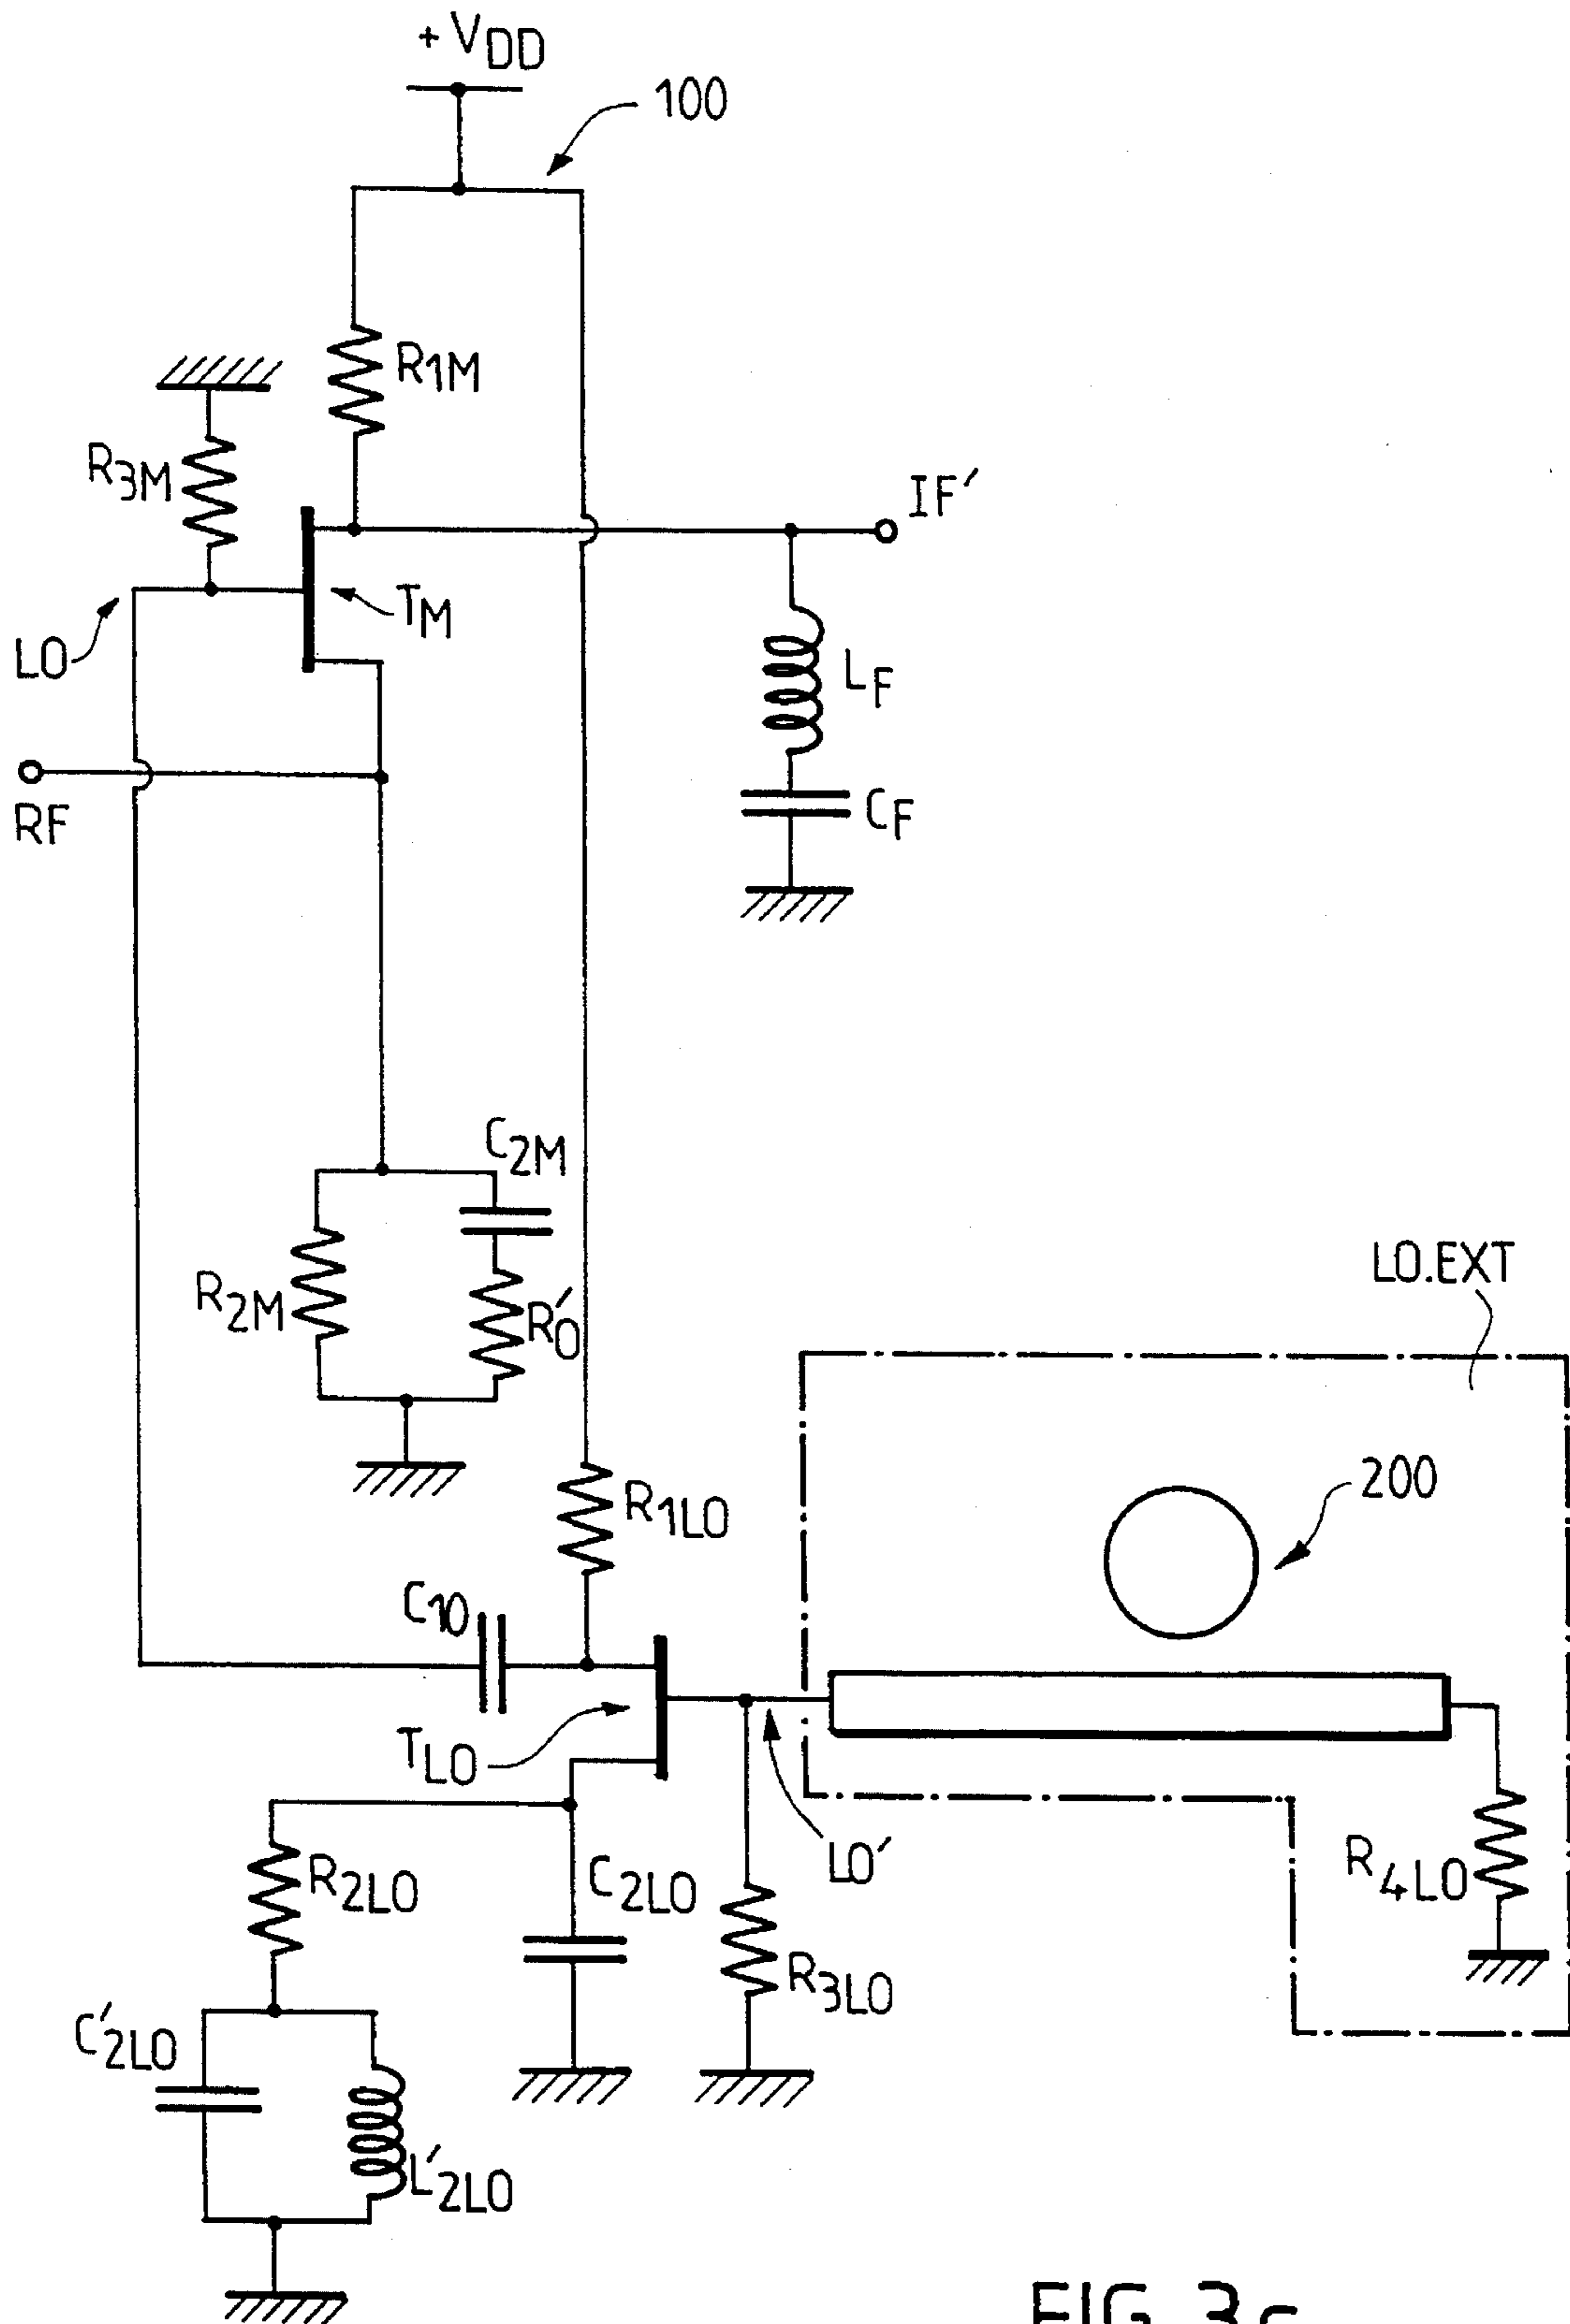 + VDD
100
R1M
R3M
IF'
TM
LO
LF
RF
CF
C2M
LO.EXT
R2M
R'0
200
R1LO
C10
TLO
LO'
R2LO
C2LO
R4LO
R3LO
C'2LO
L'2LO
FIG. 3c